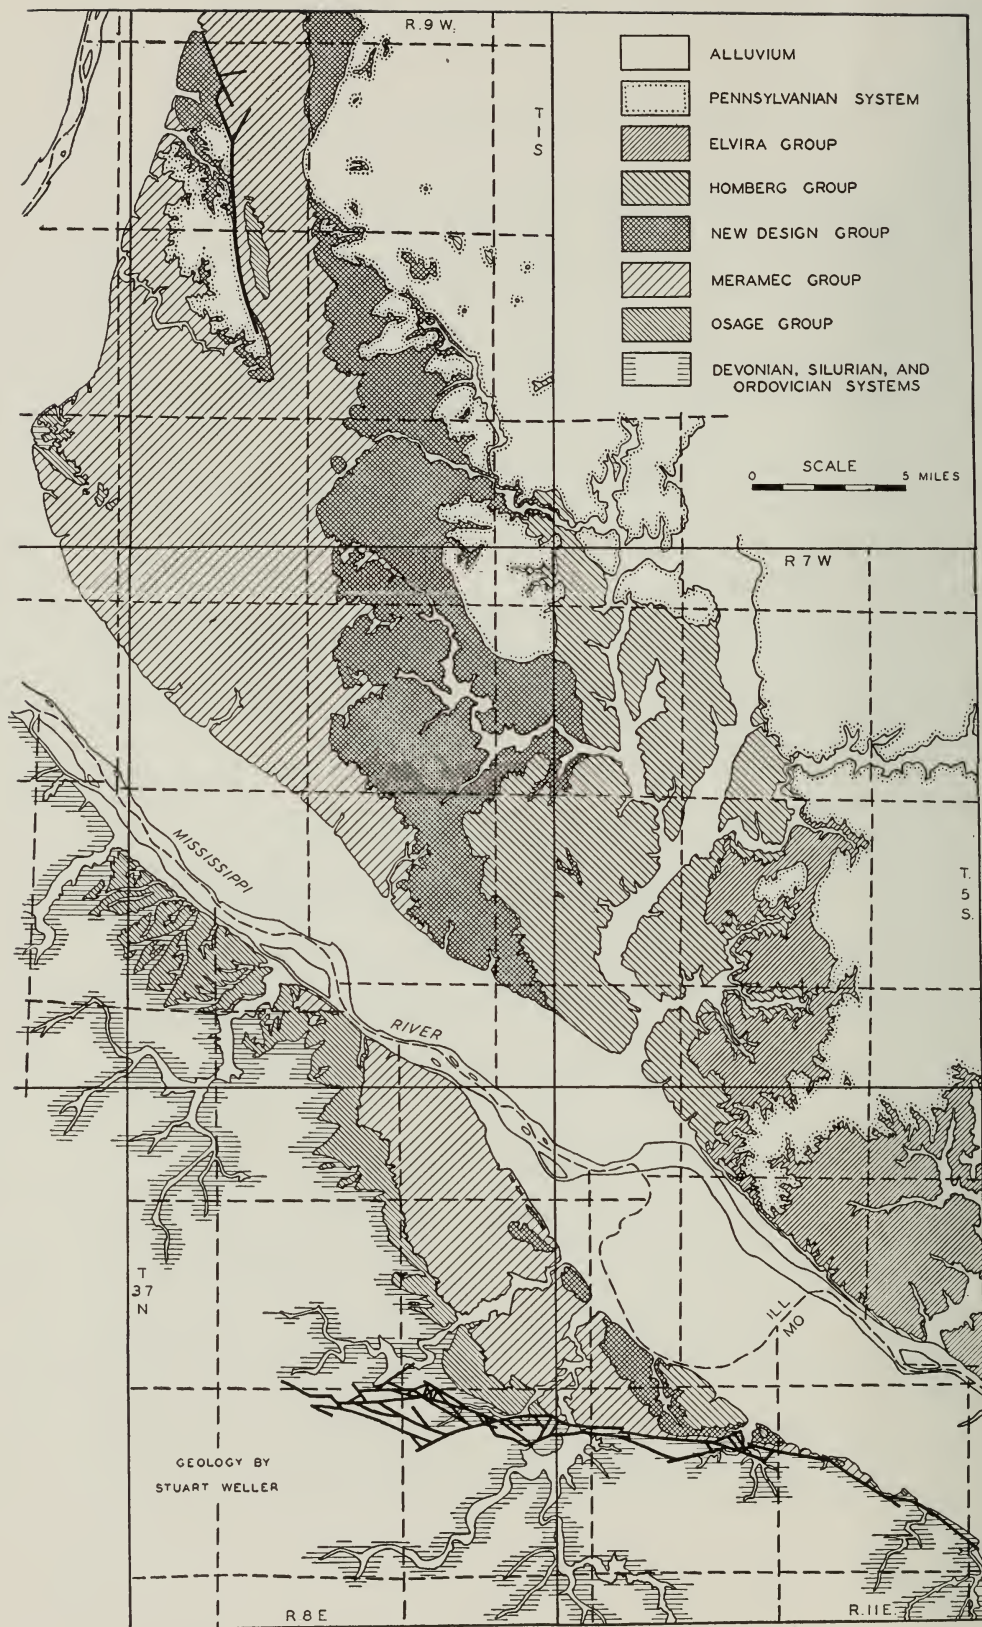 R. 9 W.
T
I
S
ALLUVIUM
PENNSYLVANIAN SYSTEM
ELVIRA GROUP
HOMBERG GROUP
NEW DESIGN GROUP
MERAMEC GROUP
OSAGE GROUP
DEVONIAN, SILURIAN, AND
ORDOVICIAN SYSTEMS
SCALE
0 5 MILES
R 7 W
MISSISSIPPI
T.
5
S.
RIVER
T
37
N
ILL
MO
GEOLOGY BY
STUART WELLER
R 8 E
R. 11 E.